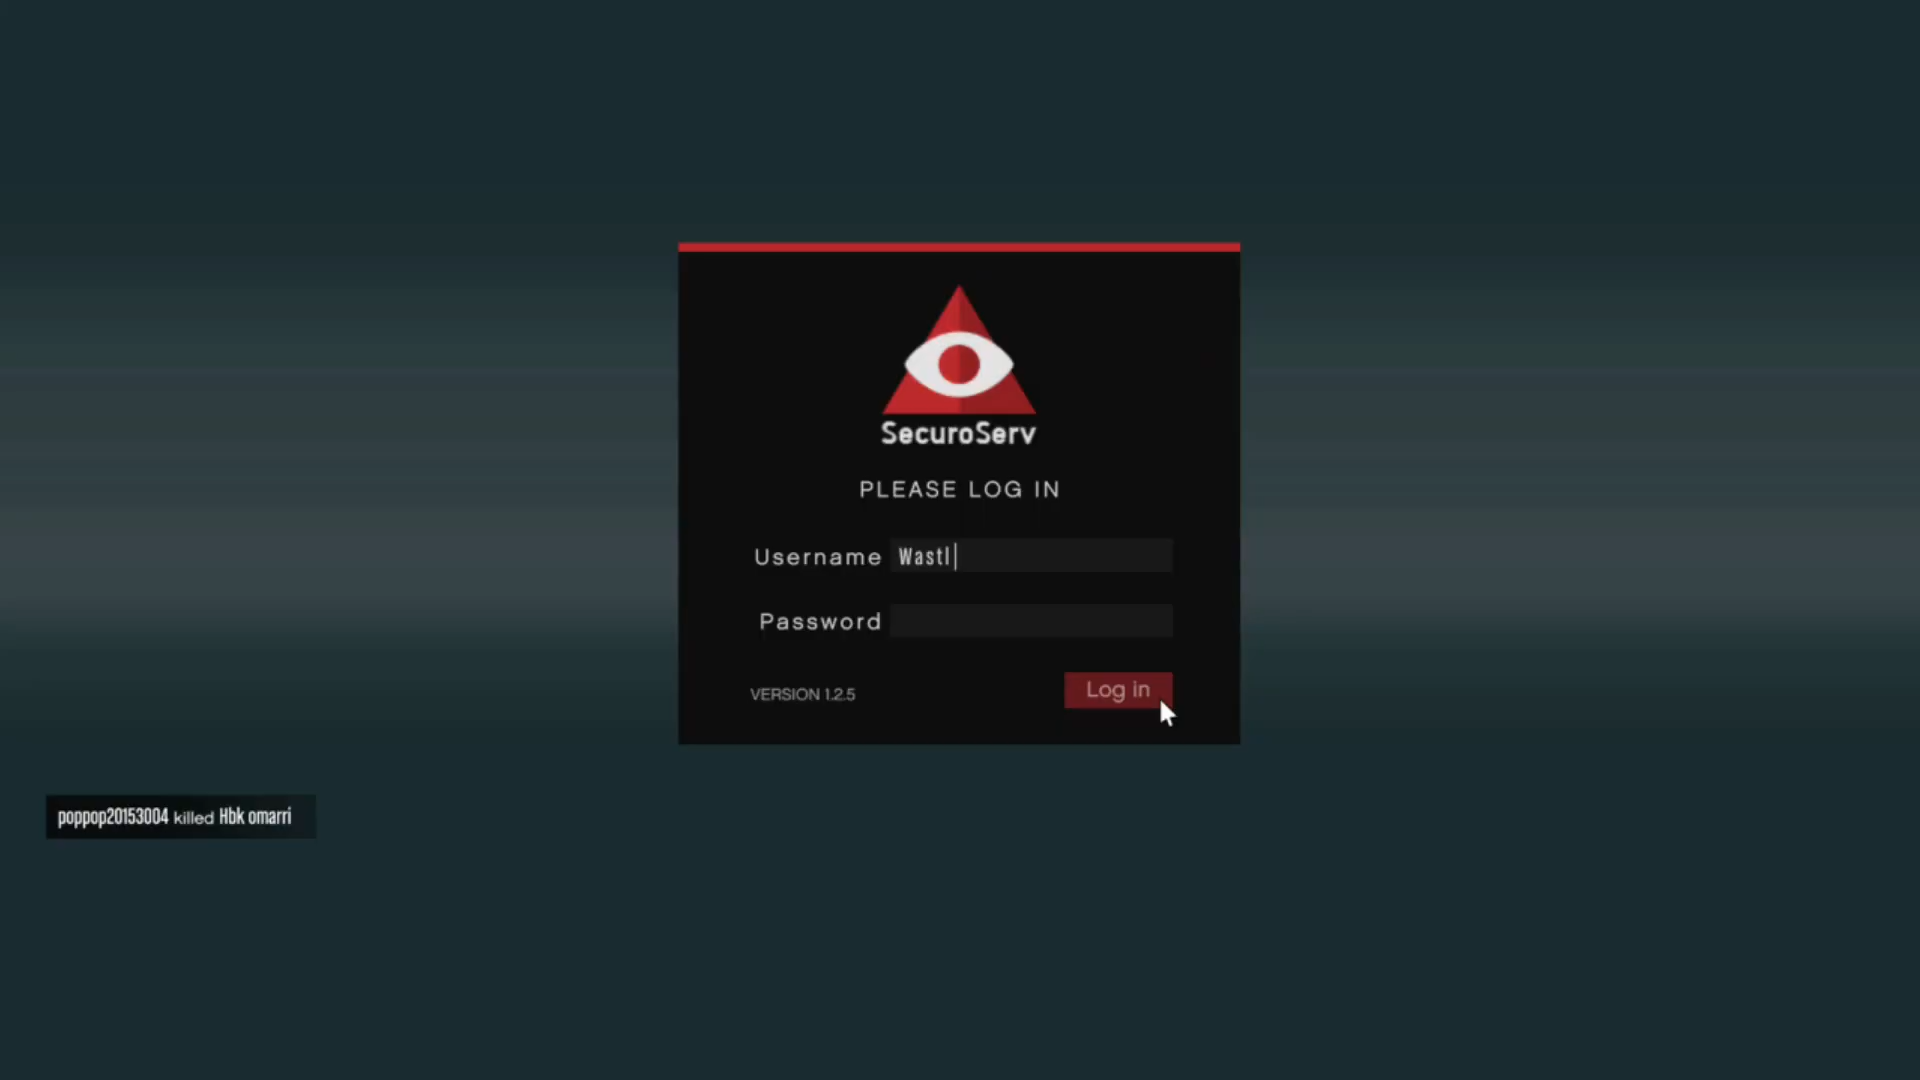 SecuroServ
PLEASE LOG IN
Username Wastl
Password
VERSION 1.2.5 Log in
poppop20153004 killed Hbk omarri